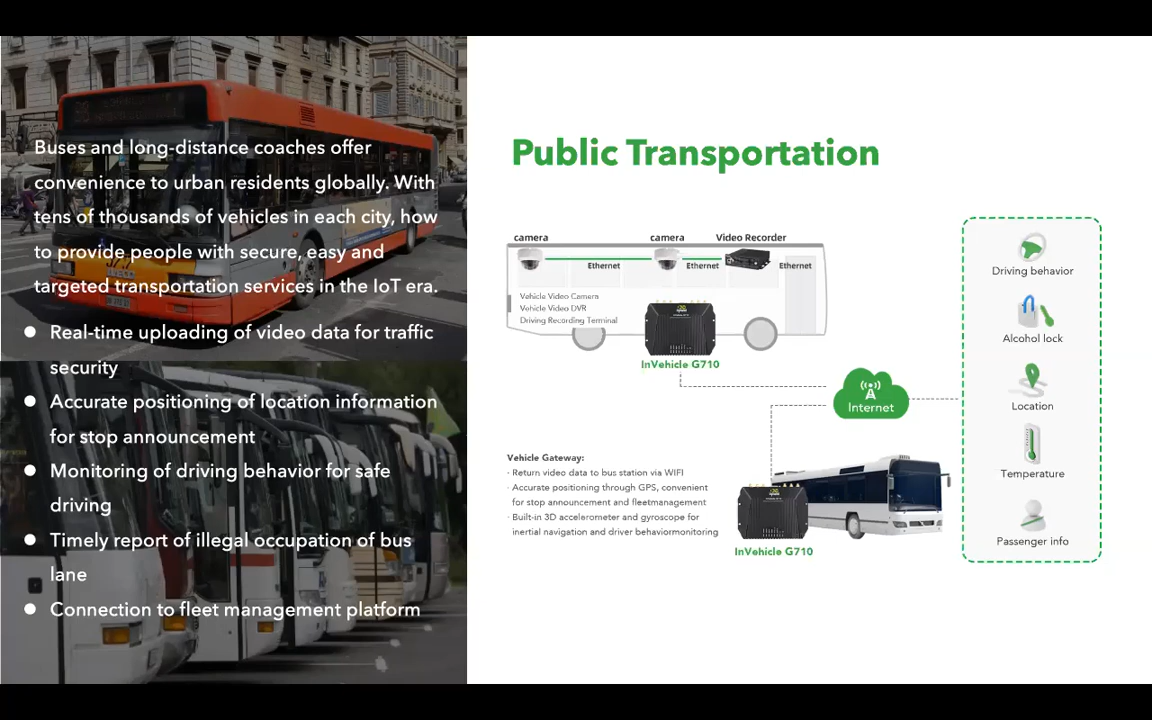 Buses and long-distance coaches offer
convenience to urban residents globally. With
tens of thousands of vehicles in each city, how
to provide people with secure, easy and
targeted transportation services in the IoT era.
● Real-time uploading of video data for traffic
security
● Accurate positioning of location information
for stop announcement
● Monitoring of driving behavior for safe
driving
● Timely report of illegal occupation of bus
lane
● Connection to fleet management platform
Public Transportation
camera
camera
Video Recorder
Ethernet
Ethernet
Ethernet
Vehicle Video Camera
Vehicle Video DVR
Driving Recording Terminal
InVehicle G710
Internet
Vehicle Gateway:
· Return video data to bus station via WIFI
· Accurate positioning through GPS, convenient
for stop announcement and fleetmanagement
· Built-in 3D accelerometer and gyroscope for
inertial navigation and driver behaviormonitoring
InVehicle G710
Driving behavior
Alcohol lock
Location
Temperature
Passenger info